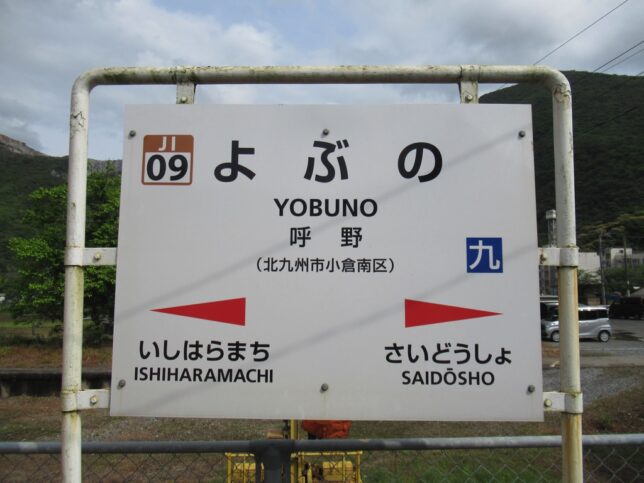 JI
09
よぶの
YOBUNO
呼野
(北九州市小倉南区)
九
いしはらまち
ISHIHARAMACHI
さいどうしょ
SAIDŌSHO